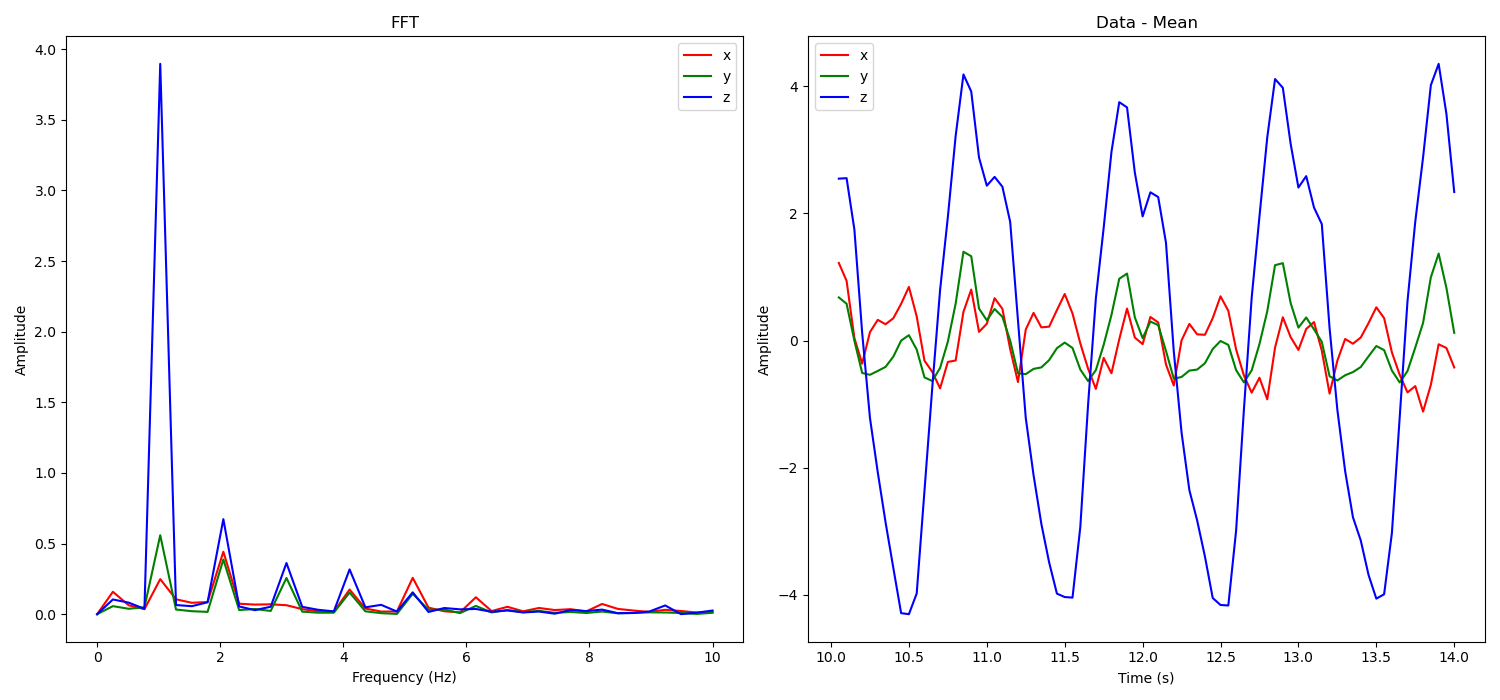 FFT
x
y
z
4.0
3.5
3.0
2.5
2.0
1.5
1.0
0.5
0.0
Amplitude
0 2 4 6 8 10
Frequency (Hz)
Data - Mean
x
y
z
4
2
0
−2
−4
Amplitude
10.0 10.5 11.0 11.5 12.0 12.5 13.0 13.5 14.0
Time (s)